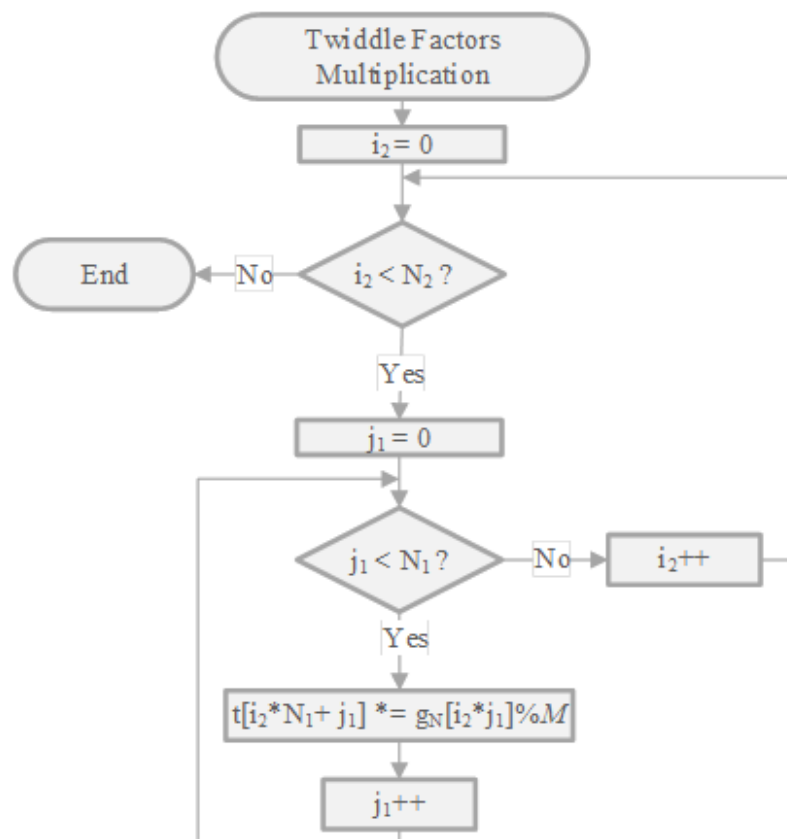 Twiddle Factors
Multiplication
i₂ = 0
i₂ < N₂ ?
No
End
Yes
j₁ = 0
j₁ < N₁ ?
No
i₂++
Yes
t[i₂*N₁+ j₁] *= g_N[i₂*j₁]%M
j₁++